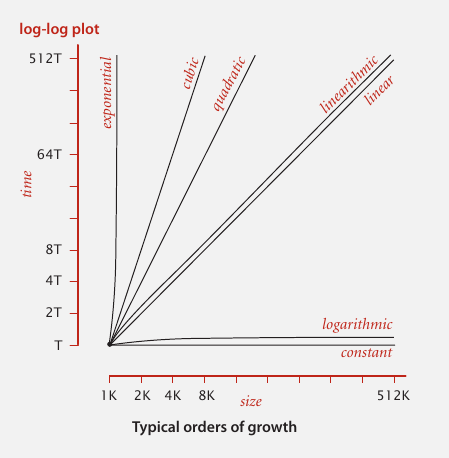 log-log plot
512T
exponential
cubic
quadratic
linearithmic
linear
64T
time
8T
4T
2T
T
logarithmic
constant
1K 2K 4K 8K 512K
size
Typical orders of growth